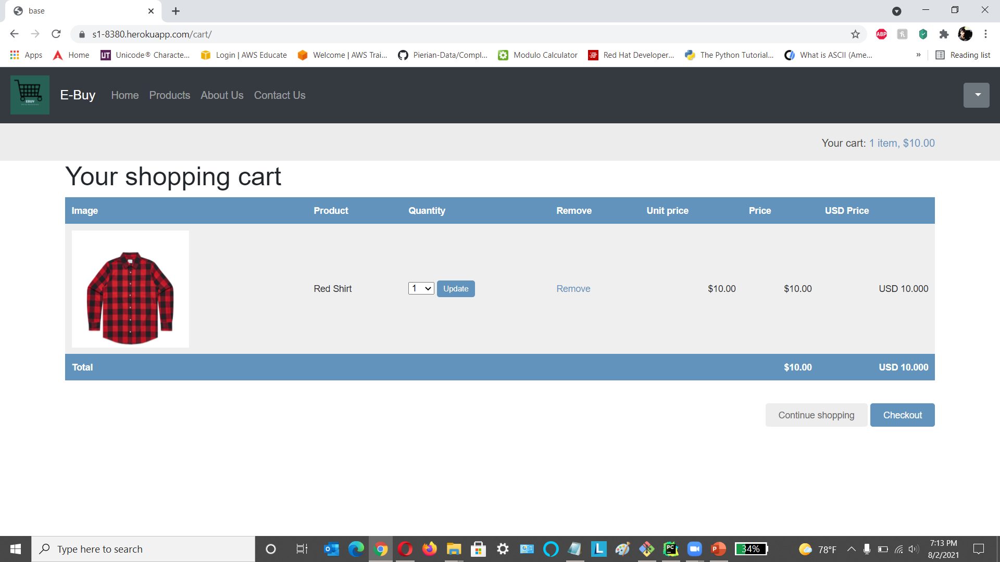 base
s1-8380.herokuapp.com/cart/
ABP
Apps
Home
UT
Unicode® Characte...
Login | AWS Educate
Welcome | AWS Trai...
Pierian-Data/Compl...
Modulo Calculator
Red Hat Developer...
The Python Tutorial...
What is ASCII (Ame...
»
Reading list
EBUY
E-Buy
Home
Products
About Us
Contact Us
Your cart: 1 item, $10.00
Your shopping cart
Image
Product
Quantity
Remove
Unit price
Price
USD Price
Red Shirt
1
Update
Remove
$10.00
$10.00
USD 10.000
Total
$10.00
USD 10.000
Continue shopping
Checkout
Type here to search
L
PC
P
34%
78°F
7:13 PM
8/2/2021